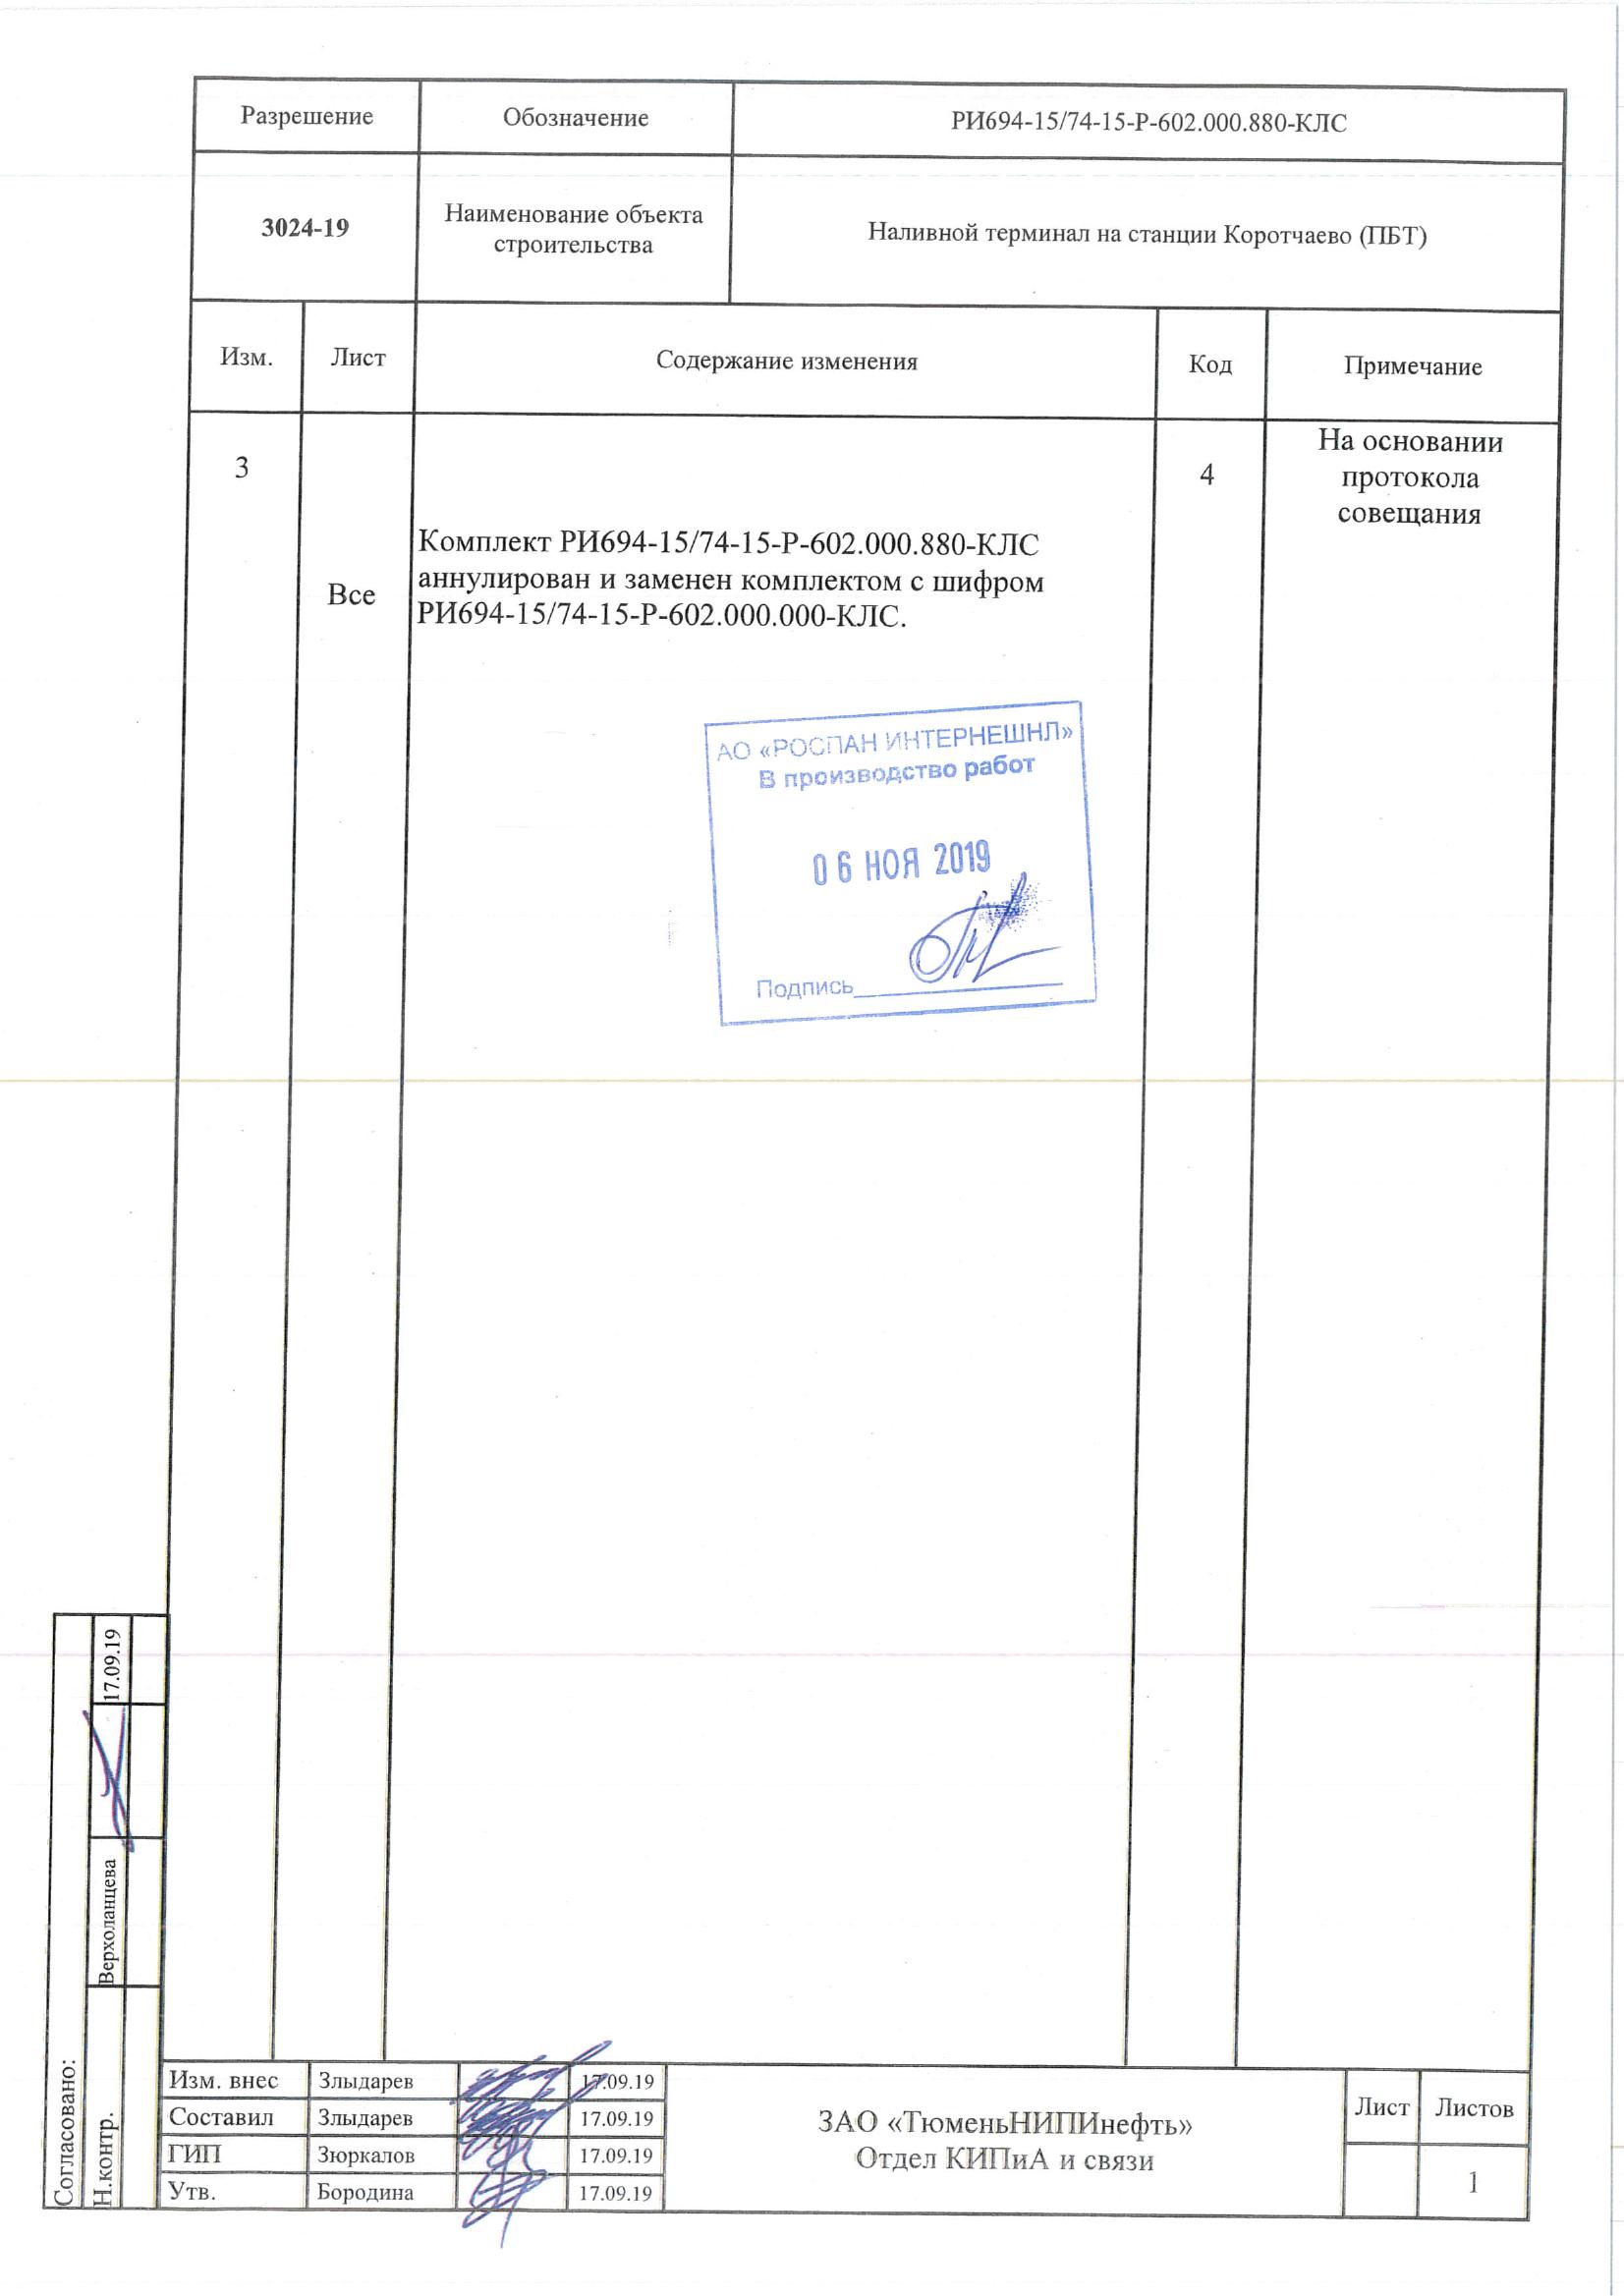 Разрешение
Обозначение
РИ694-15/74-15-Р-602.000.880-КЛС
3024-19
Наименование объекта
строительства
Наливной терминал на станции Коротчаево (ПБТ)
Изм.
Лист
Содержание изменения
Код
Примечание
3
Все
Комплект РИ694-15/74-15-Р-602.000.880-КЛС
аннулирован и заменен комплектом с шифром
РИ694-15/74-15-Р-602.000.000-КЛС.
4
На основании
протокола
совещания
АО «РОСПАН ИНТЕРНЕШНЛ»
В производство работ
06 НОЯ 2019
Подпись
Согласовано:
Н.контр.
Верхоланцева
17.09.19
Изм. внес
Злыдарев
17.09.19
Составил
Злыдарев
17.09.19
ГИП
Зюркалов
17.09.19
Утв.
Бородина
17.09.19
ЗАО «ТюменьНИПИнефть»
Отдел КИПиА и связи
Лист
Листов
1